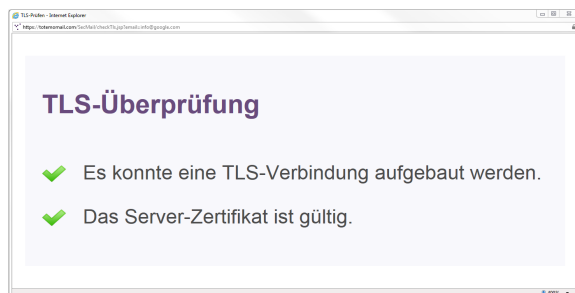 TLS-Prüfen - Internet Explorer
https://totemomail.com/SecMail/checkTls.jsp?email=info@google.com
TLS-Überprüfung
Es konnte eine TLS-Verbindung aufgebaut werden.
Das Server-Zertifikat ist gültig.